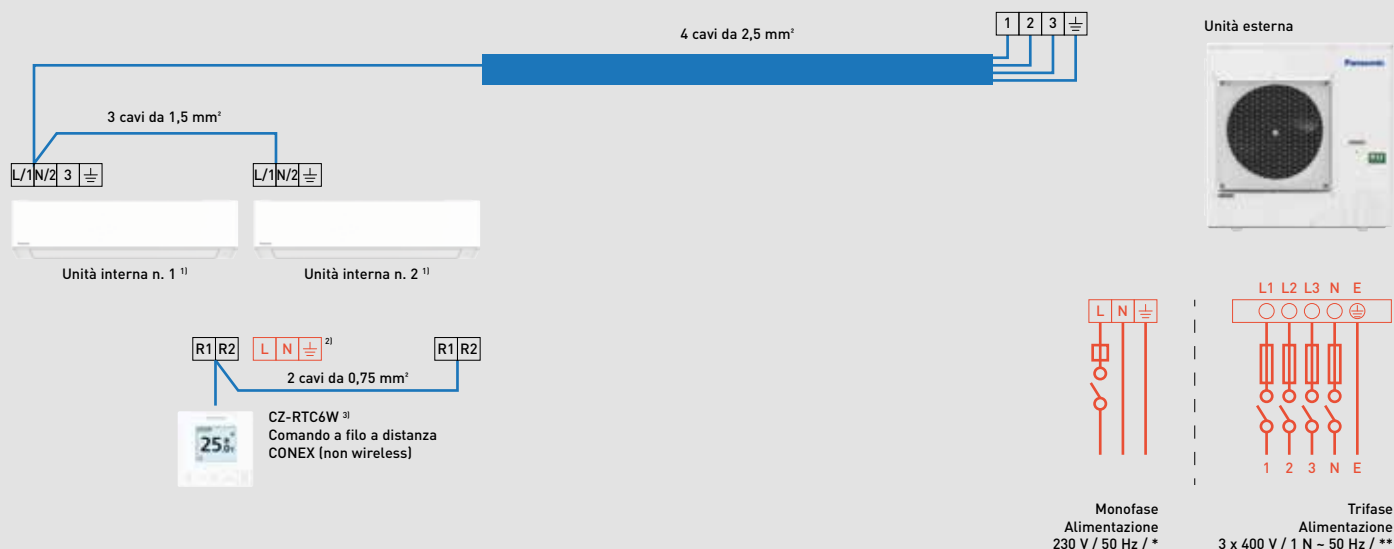 4 cavi da 2,5 mm²
1 2 3
Unità esterna
Panasonic
3 cavi da 1,5 mm²
L/1 N/2 3
L/1 N/2
Unità interna n. 1 ¹⁾
Unità interna n. 2 ¹⁾
L1 L2 L3 N E
L N
R1 R2
L N ²⁾
R1 R2
2 cavi da 0,75 mm²
CZ-RTC6W ³⁾
Comando a filo a distanza
CONEX (non wireless)
25.0
1 2 3 N E
Monofase
Alimentazione
230 V / 50 Hz / *
Trifase
Alimentazione
3 x 400 V / 1 N ~ 50 Hz / **